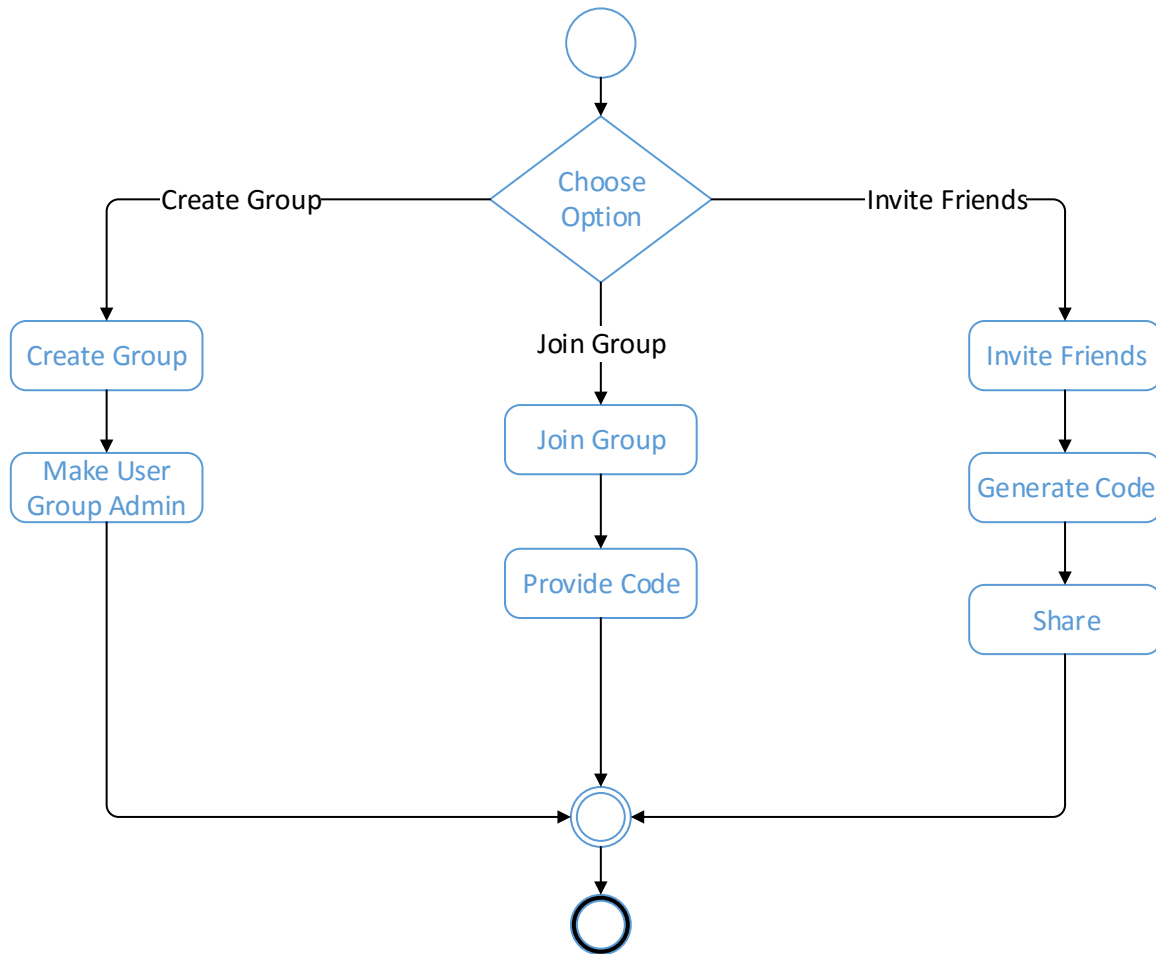 Choose
Option
Create Group
Invite Friends
Join Group
Create Group
Make User
Group Admin
Join Group
Provide Code
Invite Friends
Generate Code
Share